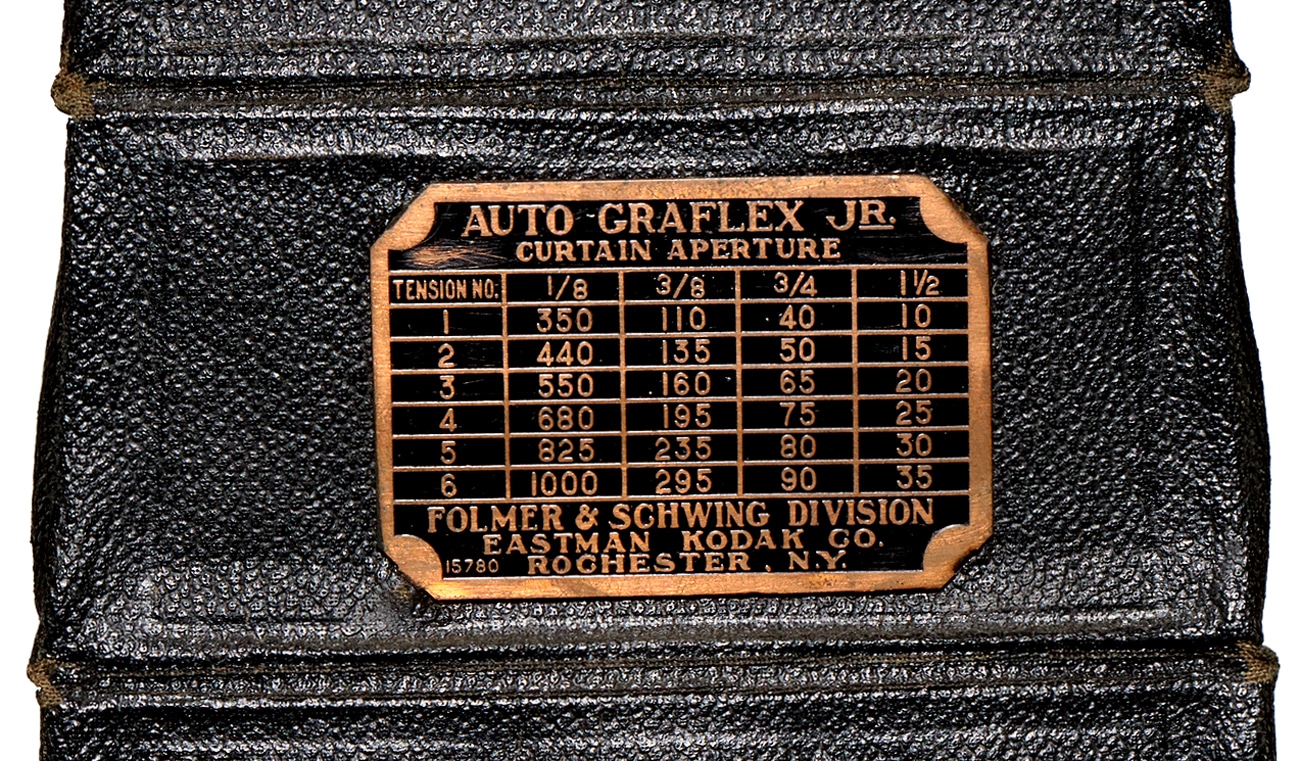 AUTO GRAFLEX JR.
CURTAIN APERTURE
TENSION NO. 1/8 3/8 3/4 1 1/2
1 350 110 40 10
2 440 135 50 15
3 550 160 65 20
4 680 195 75 25
5 825 235 80 30
6 1000 295 90 35
FOLMER & SCHWING DIVISION
EASTMAN KODAK CO.
15780 ROCHESTER, N.Y.